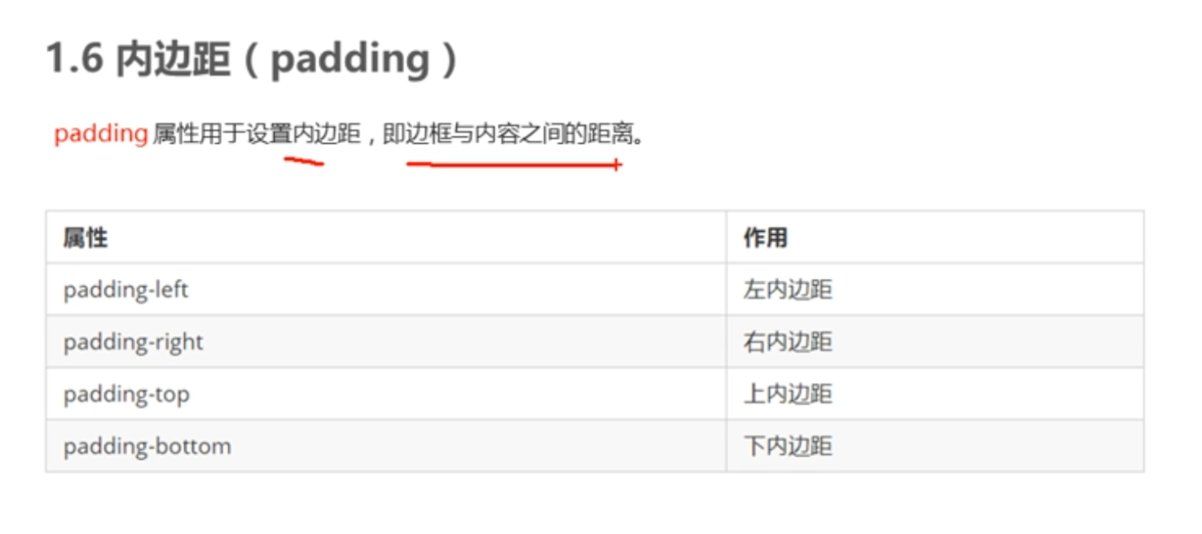 1.6 内边距（padding）
padding 属性用于设置内边距，即边框与内容之间的距离。
属性 作用
padding-left 左内边距
padding-right 右内边距
padding-top 上内边距
padding-bottom 下内边距